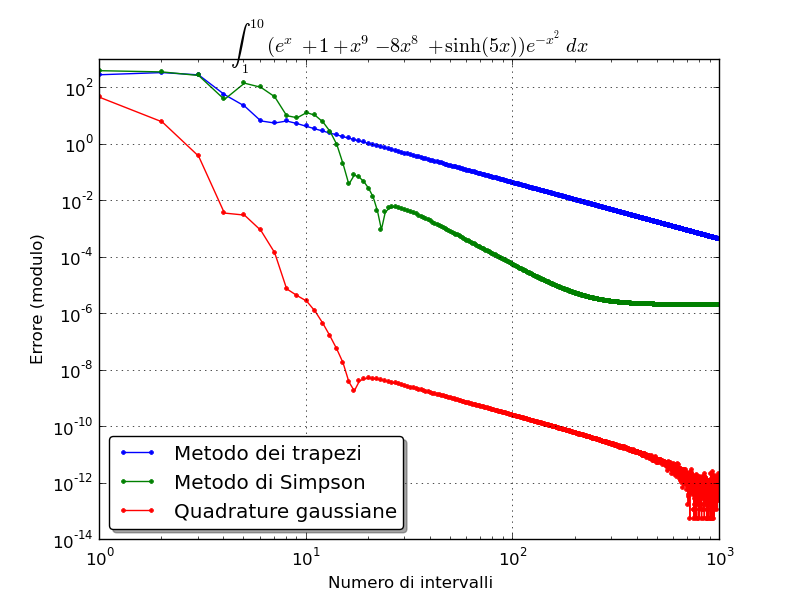 ∫₁¹⁰ (eˣ + 1 + x⁹ − 8x⁸ + sinh(5x))e^{−x²} dx
10²
10⁰
10⁻²
10⁻⁴
10⁻⁶
10⁻⁸
10⁻¹⁰
10⁻¹²
10⁻¹⁴
Errore (modulo)
Metodo dei trapezi
Metodo di Simpson
Quadrature gaussiane
10⁰ 10¹ 10² 10³
Numero di intervalli